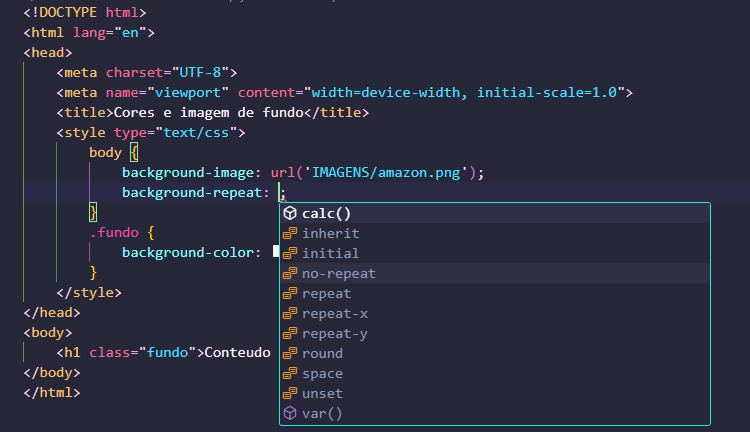 <!DOCTYPE html>
<html lang="en">
<head>
<meta charset="UTF-8">
<meta name="viewport" content="width=device-width, initial-scale=1.0">
<title>Cores e imagem de fundo</title>
<style type="text/css">
body {
background-image: url('IMAGENS/amazon.png');
background-repeat: ;
}
calc()
.fundo {
inherit
background-color:
initial
}
no-repeat
</style>
repeat
</head>
repeat-x
<body>
repeat-y
<h1 class="fundo">Conteudo
round
</body>
space
</html>
unset
var()